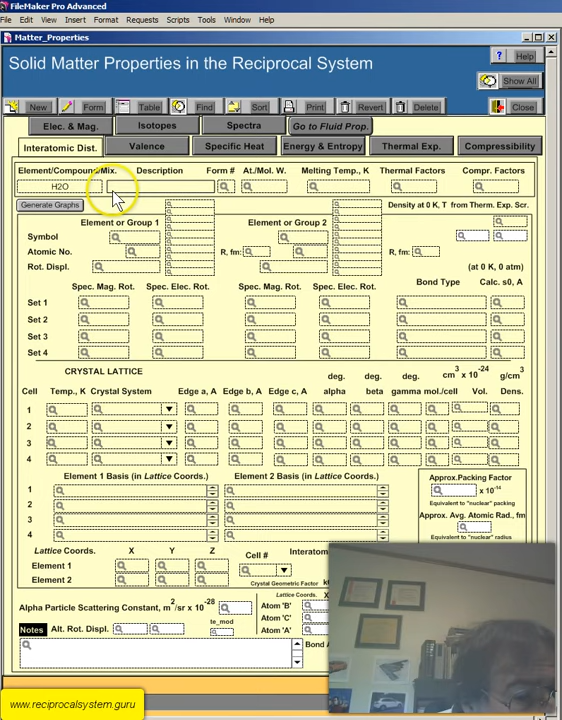 FileMaker Pro Advanced
File Edit View Insert Format Requests Scripts Tools Window Help
Matter_Properties
Solid Matter Properties in the Reciprocal System
? Help
Show All
New Form Table Find Sort Print Revert Delete Close
Elec. & Mag. Isotopes Spectra Go to Fluid Prop.
Interatomic Dist. Valence Specific Heat Energy & Entropy Thermal Exp. Compressibility
Element/Compound/Mix. Description Form # At./Mol. W. Melting Temp., K Thermal Factors Compr. Factors
H2O
Generate Graphs Density at 0 K, T from Therm. Exp. Scr.
Element or Group 1 Element or Group 2
Symbol
Atomic No. R, fm: R, fm:
Rot. Displ. (at 0 K, 0 atm)
Spec. Mag. Rot. Spec. Elec. Rot. Spec. Mag. Rot. Spec. Elec. Rot. Bond Type Calc. s0, A
Set 1
Set 2
Set 3
Set 4
CRYSTAL LATTICE deg. deg. deg. cm3 x 10-24 g/cm3
Cell Temp., K Crystal System Edge a, A Edge b, A Edge c, A alpha beta gamma mol./cell Vol. Dens.
1
2
3
4
Element 1 Basis (in Lattice Coords.) Element 2 Basis (in Lattice Coords.)
1
2
3
4
Approx.Packing Factor
x 10-14
Equivalent to "nuclear" packing
Approx. Avg. Atomic Rad., fm
Equivalent to "nuclear" radius
Lattice Coords. X Y Z Cell #
Element 1
Element 2
Crystal Geometric Factor
Alpha Particle Scattering Constant, m2/sr x 10-28
Lattice Coords. X
Atom 'B'
Atom 'C'
Atom 'A'
Notes Alt. Rot. Displ. te_mod
Bond
www.reciprocalsystem.guru